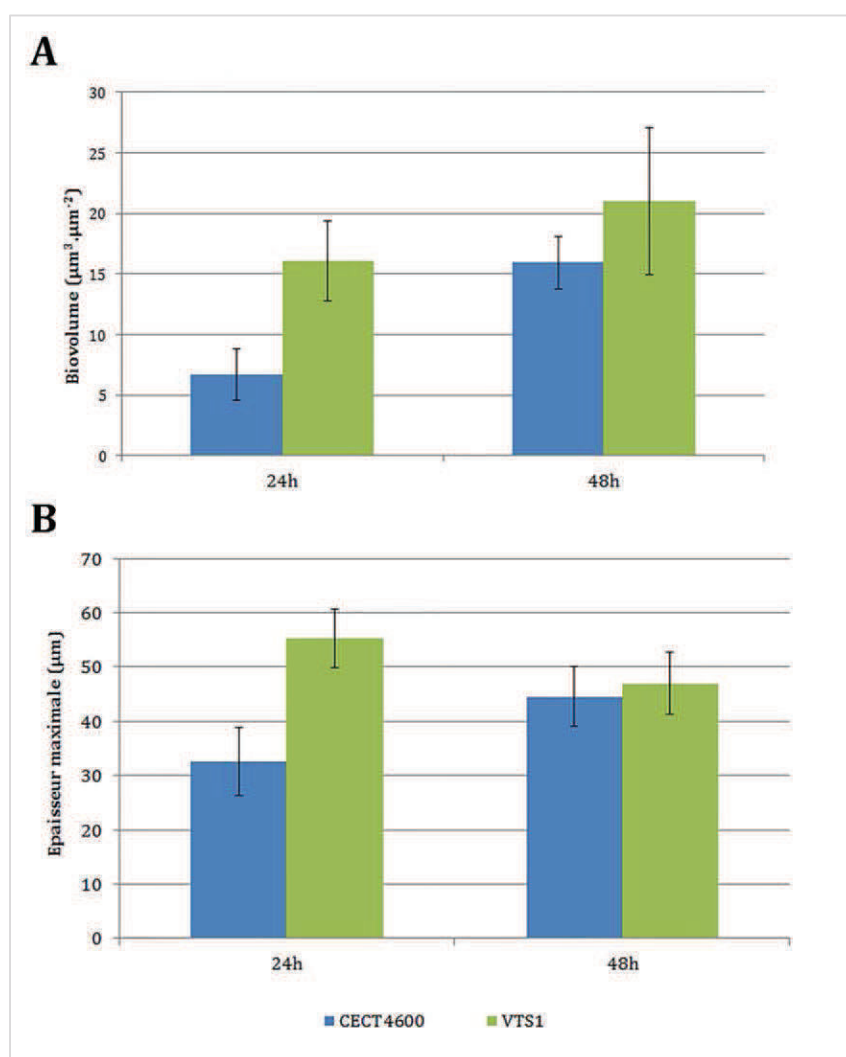 A
Biovolume (µm³.µm⁻²)
30
25
20
15
10
5
0
24h
48h
B
Epaisseur maximale (µm)
70
60
50
40
30
20
10
0
24h
48h
CECT4600
VTS1